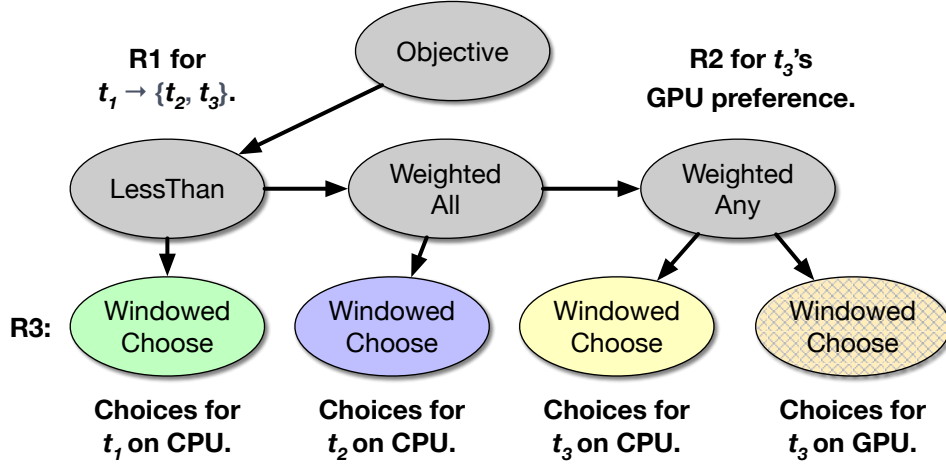 Objective
R1 for
t₁ → {t₂, t₃}.
R2 for t₃'s
GPU preference.
LessThan
Weighted
All
Weighted
Any
R3:
Windowed
Choose
Windowed
Choose
Windowed
Choose
Windowed
Choose
Choices for
t₁ on CPU.
Choices for
t₂ on CPU.
Choices for
t₃ on CPU.
Choices for
t₃ on GPU.